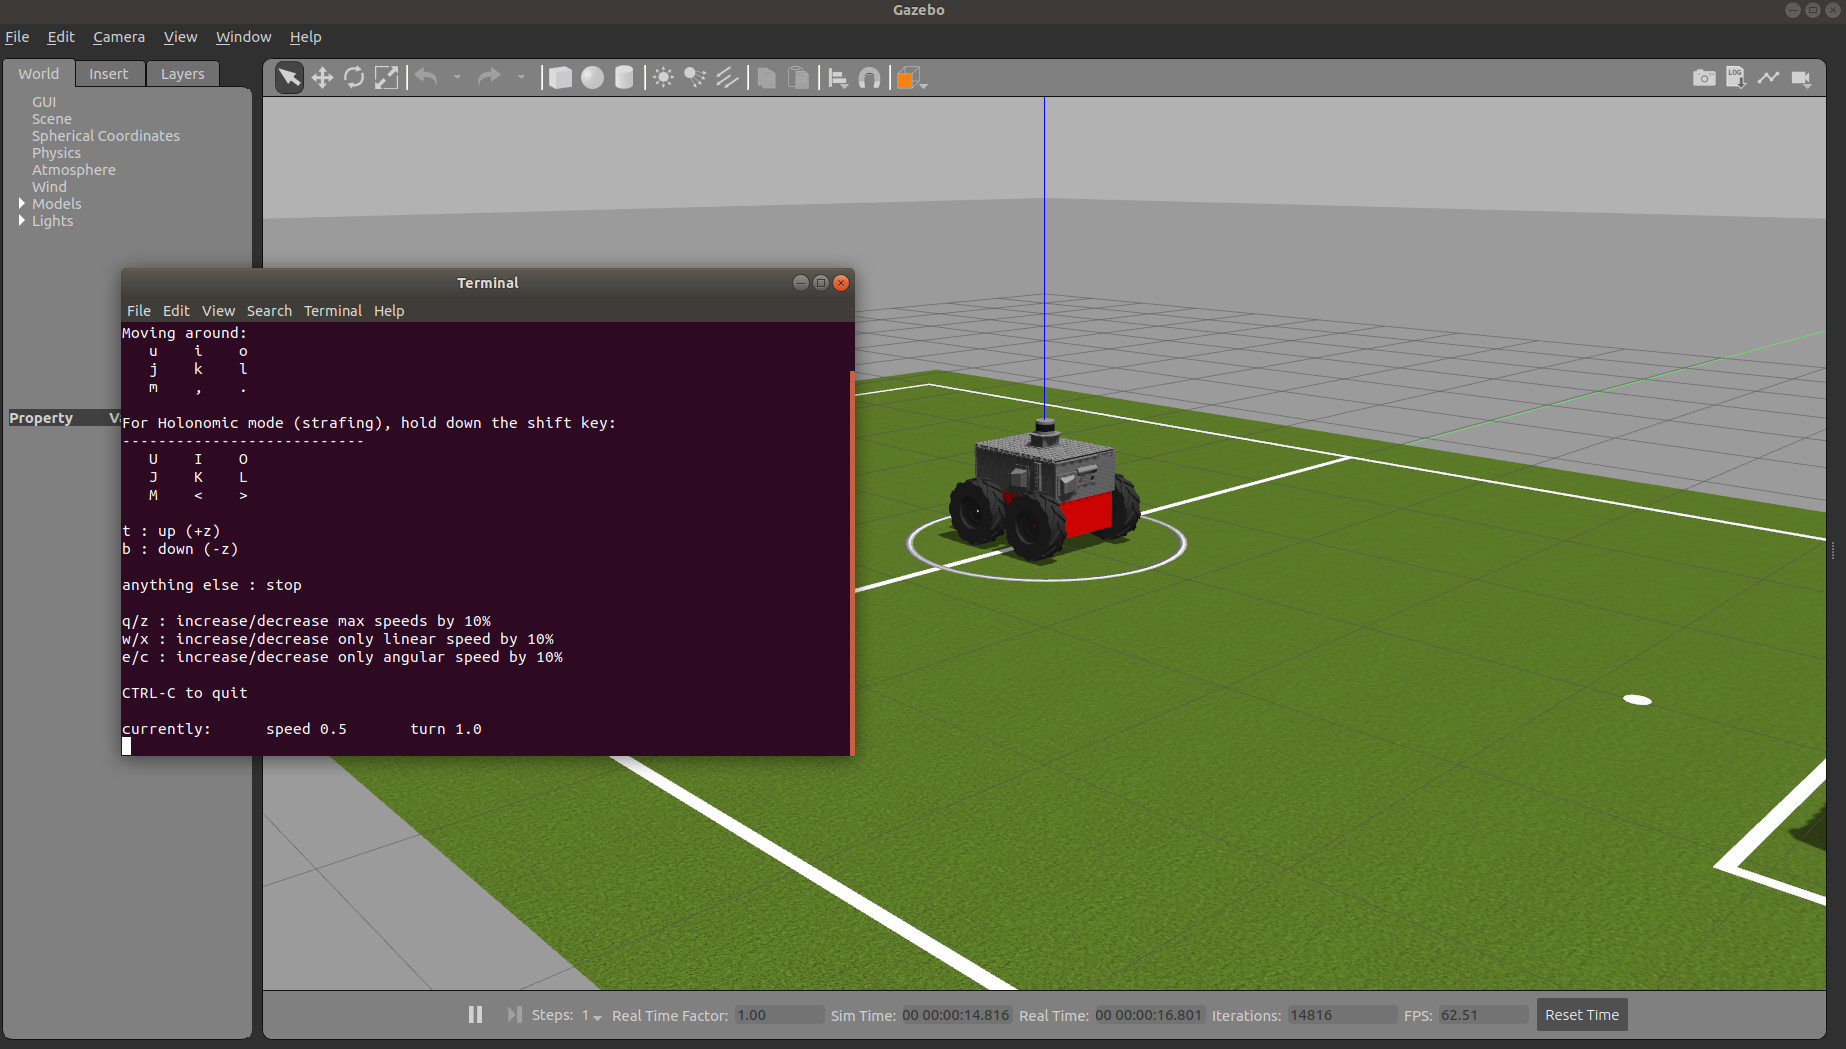 Gazebo
File Edit Camera View Window Help
World Insert Layers
GUI
Scene
Spherical Coordinates
Physics
Atmosphere
Wind
Models
Lights
Property
LOG
Terminal
File Edit View Search Terminal Help
Moving around:
u i o
j k l
m , .
For Holonomic mode (strafing), hold down the shift key:
---------------------------
U I O
J K L
M < >
t : up (+z)
b : down (-z)
anything else : stop
q/z : increase/decrease max speeds by 10%
w/x : increase/decrease only linear speed by 10%
e/c : increase/decrease only angular speed by 10%
CTRL-C to quit
currently: speed 0.5 turn 1.0
Steps: 1 Real Time Factor: 1.00 Sim Time: 00 00:00:14.816 Real Time: 00 00:00:16.801 Iterations: 14816 FPS: 62.51 Reset Time